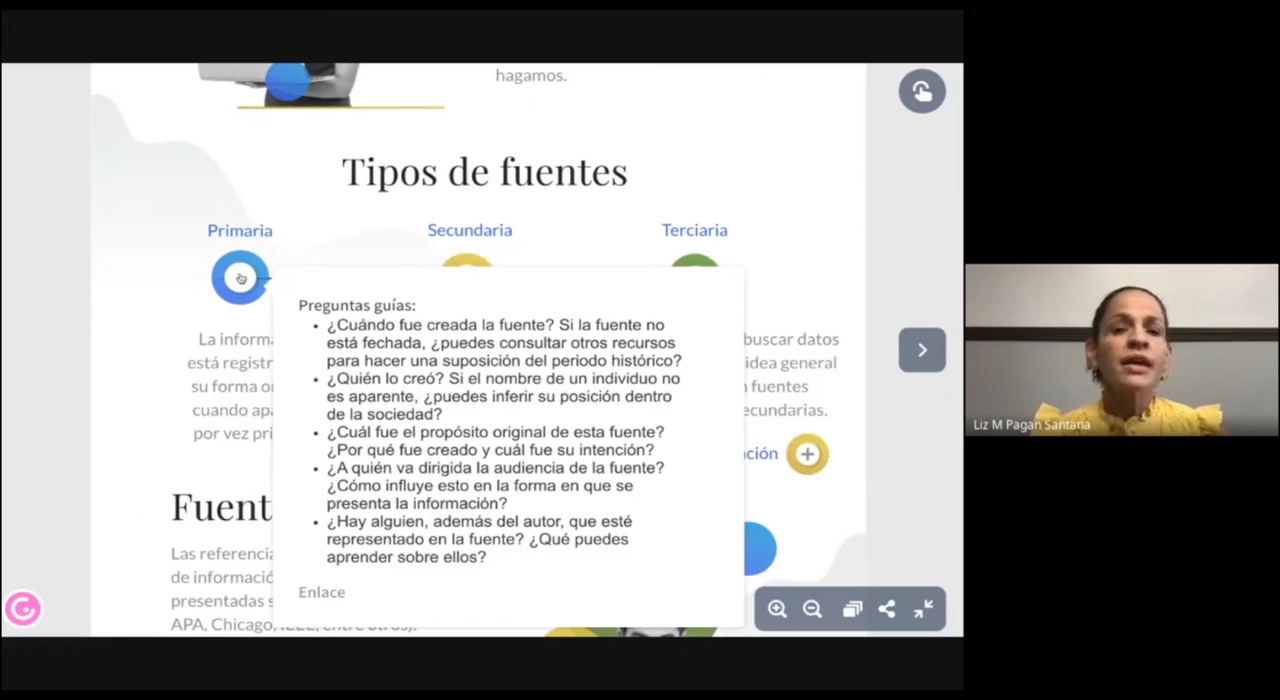 hagamos.
Tipos de fuentes
Primaria
Secundaria
Terciaria
Preguntas guías:
• ¿Cuándo fue creada la fuente? Si la fuente no
está fechada, ¿puedes consultar otros recursos
para hacer una suposición del periodo histórico?
• ¿Quién lo creó? Si el nombre de un individuo no
es aparente, ¿puedes inferir su posición dentro
de la sociedad?
• ¿Cuál fue el propósito original de esta fuente?
¿Por qué fue creado y cuál fue su intención?
• ¿A quién va dirigida la audiencia de la fuente?
¿Cómo influye esto en la forma en que se
presenta la información?
• ¿Hay alguien, además del autor, que esté
representado en la fuente? ¿Qué puedes
aprender sobre ellos?
Enlace
La inform
está registr
su forma o
cuando apa
por vez pri
buscar datos
idea general
fuentes
ecundarias.
ción
Fuent
Las referencia
de informació
presentadas s
APA, Chicago, IEEE, entre otros).
Liz M Pagan Santana